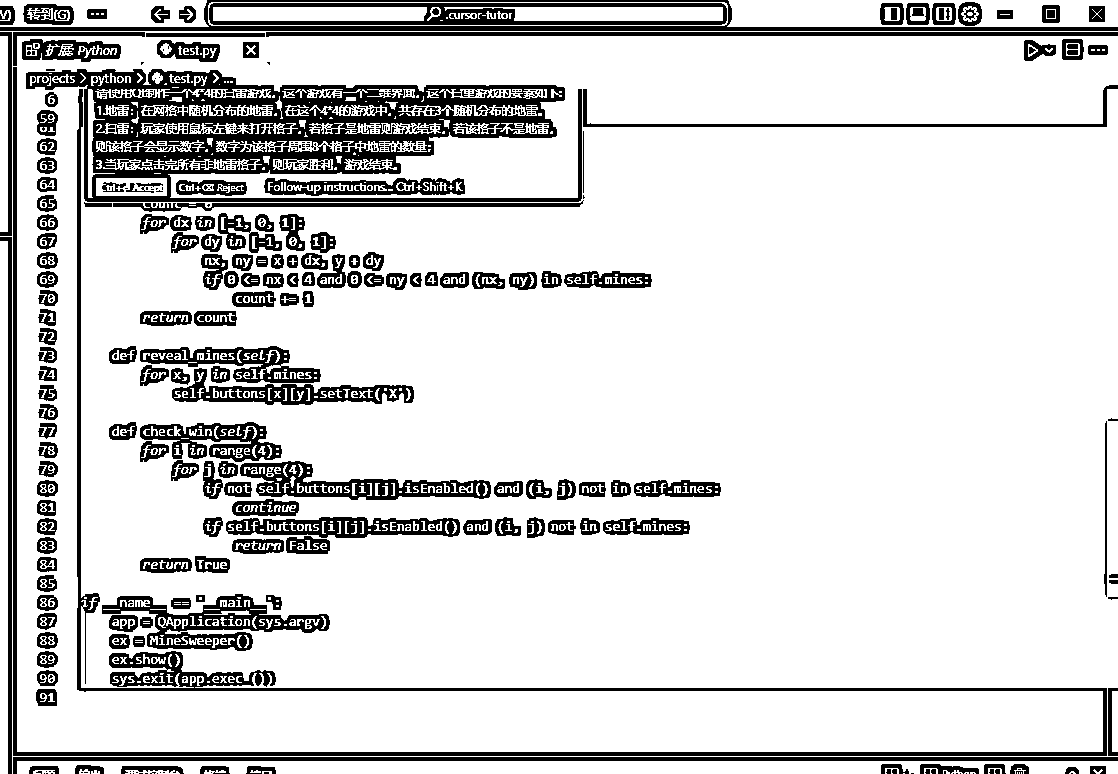 转到(G) ... .cursor-tutor
扩展: Python test.py
projects > python > test.py > ...
6 请使用Qt制作一个4*4的扫雷游戏。这个游戏有一个二维界面。这个扫雷的要素如下:
59 1.地雷：在网格中随机分布的地雷。在这个4*4的游戏中，共存在3个随机分布的地雷。
61 2.扫雷：玩家使用鼠标左键来打开格子。若格子是地雷则游戏结束。若该格子不是地雷。
62 则该格子会显示数字。数字为该格子周围8个格子中地雷的数量;
63 3.当玩家点击完所有非地雷格子。则玩家胜利。游戏结束。
64 Ctrl+⏎ Accept Ctrl+⌫ Reject Follow-up instructions... Ctrl+Shift+K
65 count = 0
66 for dx in [-1, 0, 1]:
67 for dy in [-1, 0, 1]:
68 nx, ny = x + dx, y + dy
69 if 0 <= nx < 4 and 0 <= ny < 4 and (nx, ny) in self.mines:
70 count += 1
71 return count
72
73 def reveal_mines(self):
74 for x, y in self.mines:
75 self.buttons[x][y].setText('X')
76
77 def check_win(self):
78 for i in range(4):
79 for j in range(4):
80 if not self.buttons[i][j].isEnabled() and (i, j) not in self.mines:
81 continue
82 if self.buttons[i][j].isEnabled() and (i, j) not in self.mines:
83 return False
84 return True
85
86 if __name__ == "__main__":
87 app = QApplication(sys.argv)
88 ex = MineSweeper()
89 ex.show()
90 sys.exit(app.exec_())
91